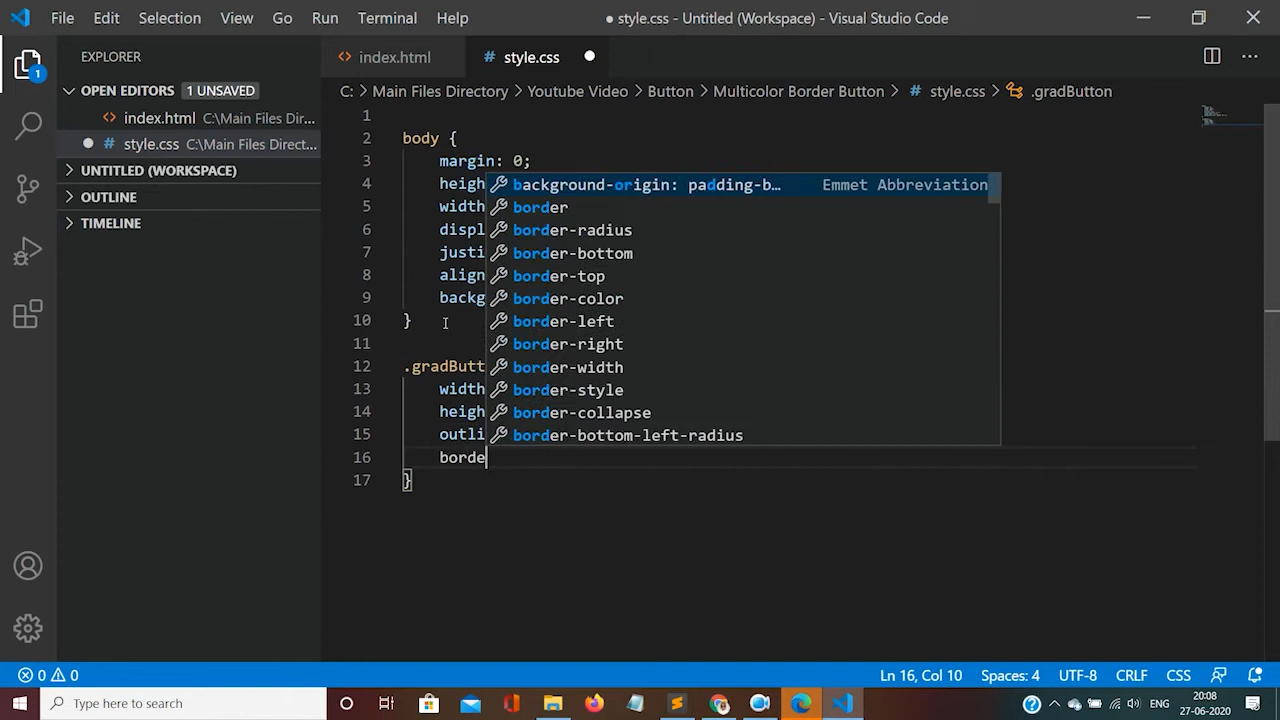 File Edit Selection View Go Run Terminal Help
● style.css - Untitled (Workspace) - Visual Studio Code
EXPLORER
OPEN EDITORS 1 UNSAVED
index.html C:\Main Files Dir...
# style.css C:\Main Files Direct...
UNTITLED (WORKSPACE)
OUTLINE
TIMELINE
1
index.html
# style.css
C: > Main Files Directory > Youtube Video > Button > Multicolor Border Button > # style.css > .gradButton
1
2 body {
3 margin: 0;
4 heigh
5 width
6 displ
7 justi
8 align
9 backg
10 }
11
12 .gradButt
13 width
14 heigh
15 outli
16 borde
17 }
background-origin: padding-b... Emmet Abbreviation
border
border-radius
border-bottom
border-top
border-color
border-left
border-right
border-width
border-style
border-collapse
border-bottom-left-radius
0 0
Ln 16, Col 10 Spaces: 4 UTF-8 CRLF CSS
Type here to search
ENG
20:08
27-06-2020